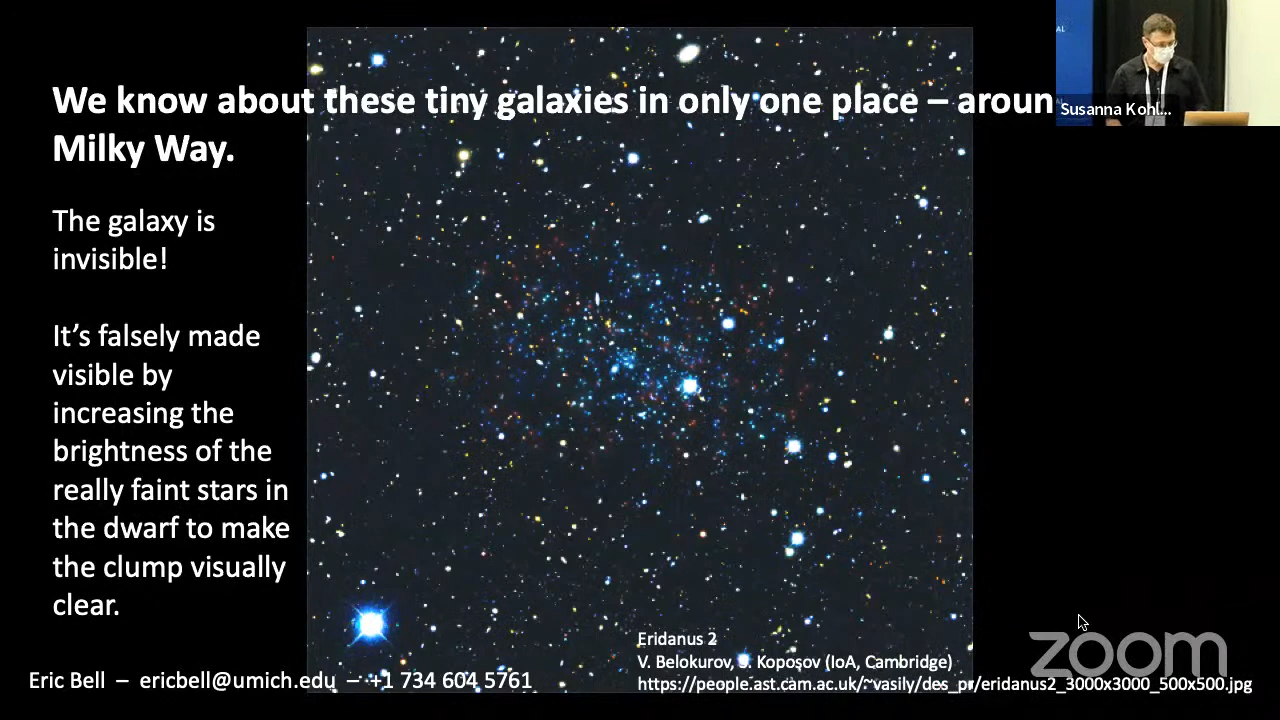 We know about these tiny galaxies in only one place – aroun
Milky Way.
The galaxy is
invisible!
It’s falsely made
visible by
increasing the
brightness of the
really faint stars in
the dwarf to make
the clump visually
clear.
AL
AL
Susanna Kohl...
Eridanus 2
V. Belokurov, S. Koposov (IoA, Cambridge)
https://people.ast.cam.ac.uk/~vasily/des_pr/eridanus2_3000x3000_500x500.jpg
Eric Bell – ericbell@umich.edu – +1 734 604 5761
zoom